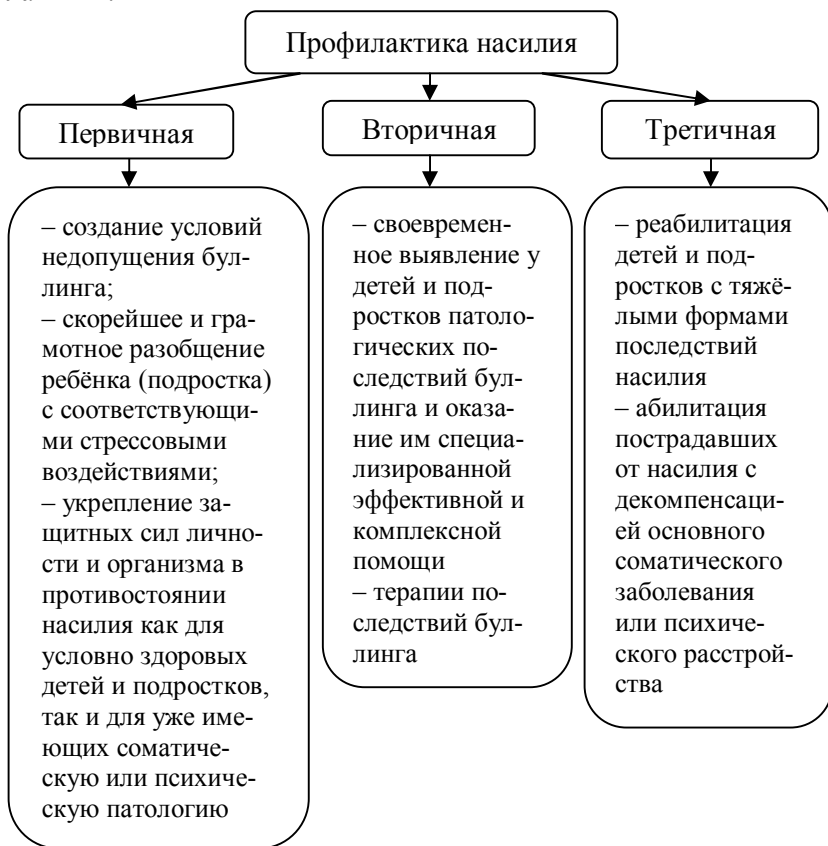 Профилактика насилия
Первичная
Вторичная
Третичная
– создание условий
недопущения бул-
линга;
– скорейшее и гра-
мотное разобщение
ребёнка (подростка)
с соответствующи-
ми стрессовыми
воздействиями;
– укрепление за-
щитных сил лично-
сти и организма в
противостоянии
насилия как для
условно здоровых
детей и подростков,
так и для уже име-
ющих соматиче-
скую или психиче-
скую патологию
– своевремен-
ное выявление у
детей и под-
ростков патоло-
гических по-
следствий бул-
линга и оказа-
ние им специа-
лизированной
эффективной и
комплексной
помощи
– терапии по-
следствий бул-
линга
– реабилитация
детей и под-
ростков с тяжё-
лыми формами
последствий
насилия
– абилитация
пострадавших
от насилия с
декомпенсаци-
ей основного
соматического
заболевания
или психиче-
ского расстрой-
ства